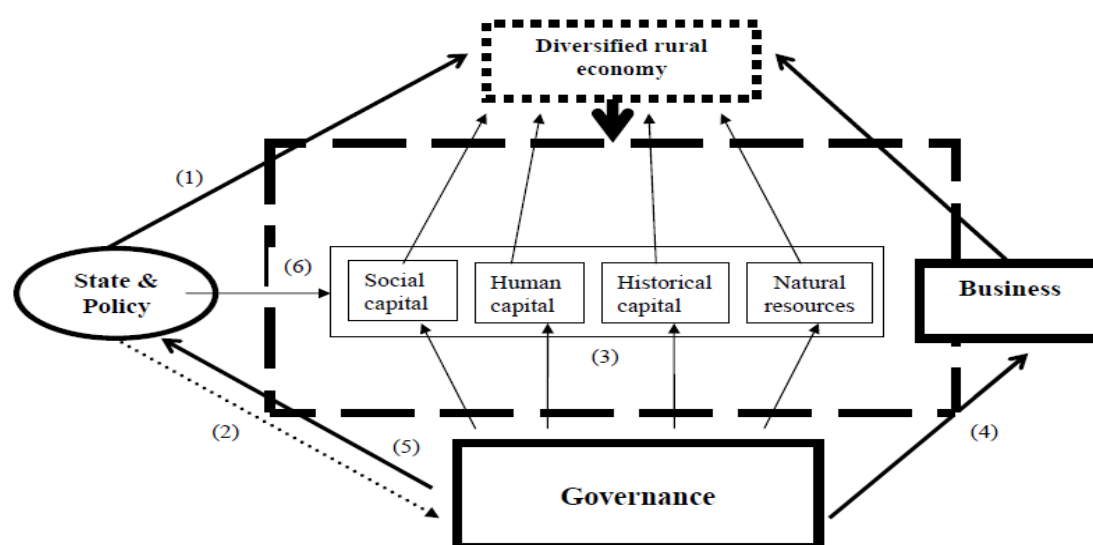 Diversified rural
economy
(1)
(6)
State &
Policy
Social
capital
Human
capital
Historical
capital
Natural
resources
Business
(3)
(2)
(5)
(4)
Governance